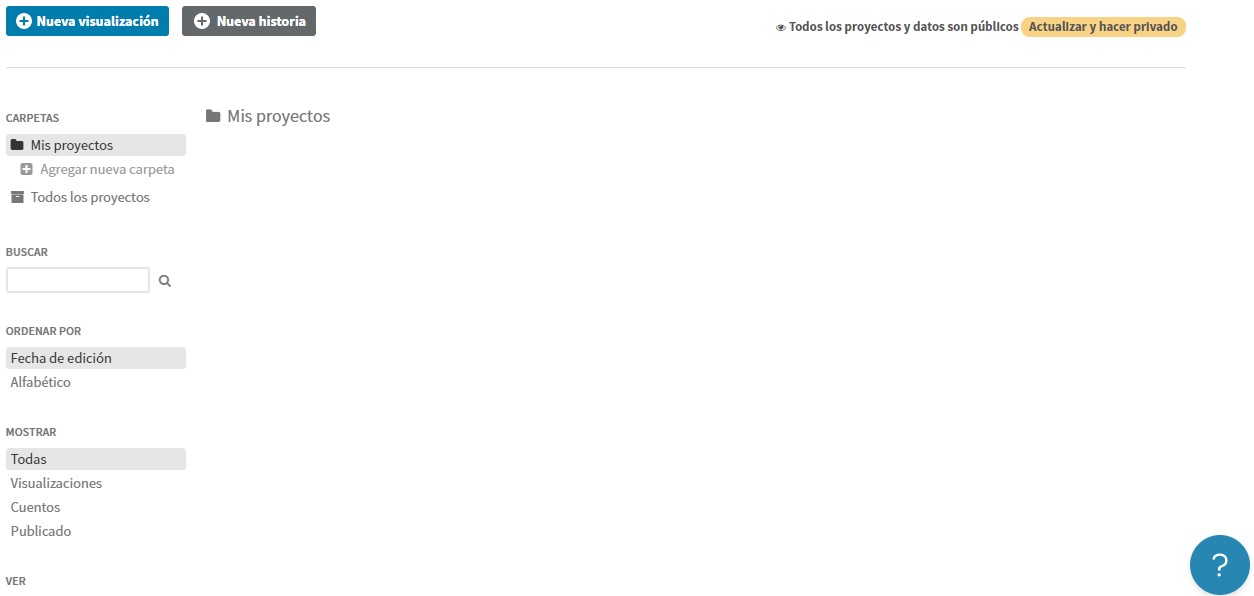 Nueva visualización
Nueva historia
Todos los proyectos y datos son públicos Actualizar y hacer privado
CARPETAS
Mis proyectos
Mis proyectos
Agregar nueva carpeta
Todos los proyectos
BUSCAR
ORDENAR POR
Fecha de edición
Alfabético
MOSTRAR
Todas
Visualizaciones
Cuentos
Publicado
VER
?